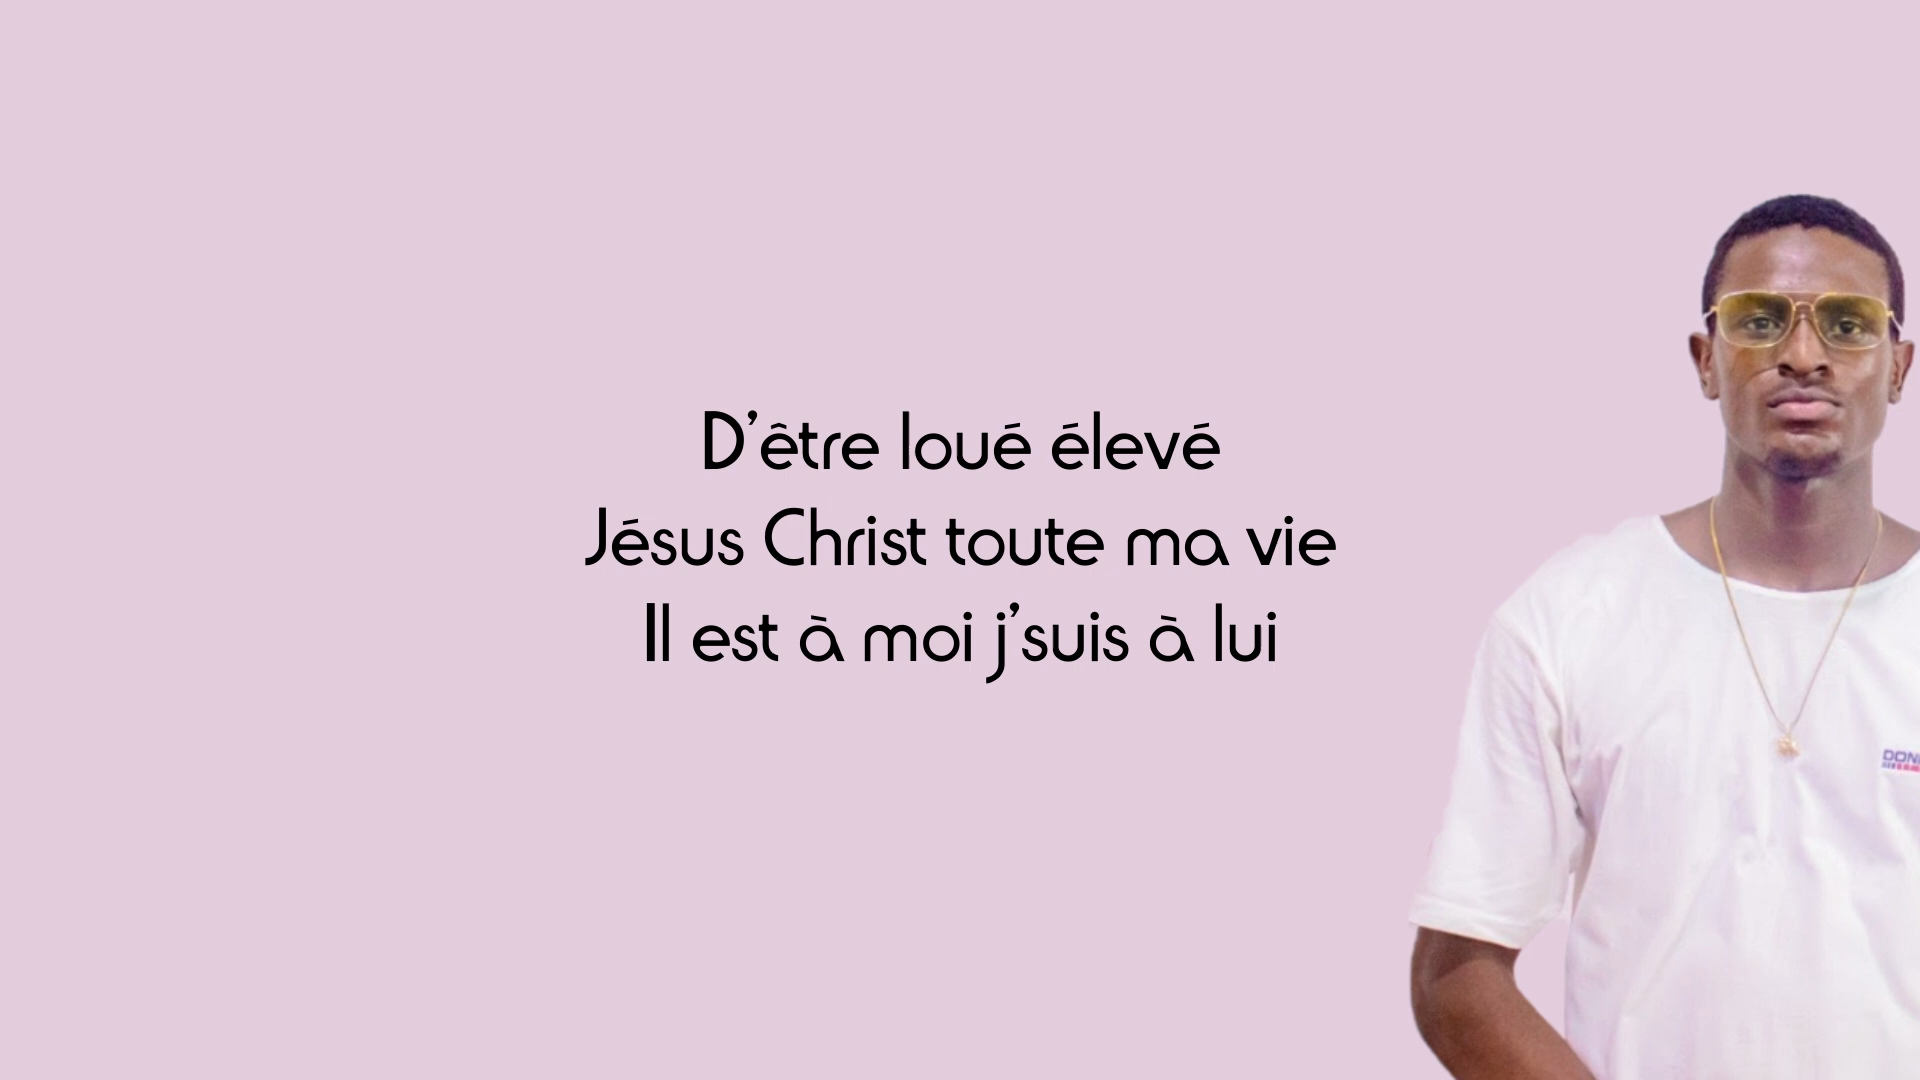 D’être loué élevé
Jésus Christ toute ma vie
Il est à moi j’suis à lui